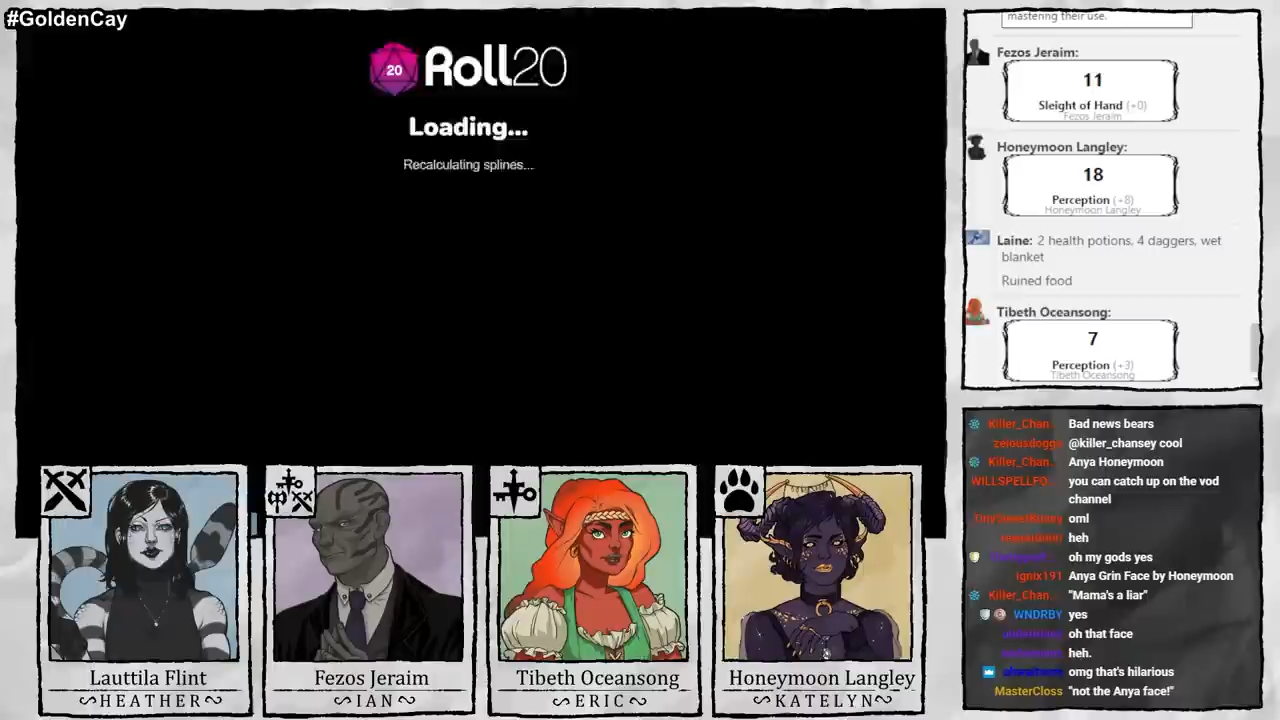 #GoldenCay
20
Roll20
Loading...
Recalculating splines...
mastering their use.
Fezos Jeraim:
11
Sleight of Hand (+0)
Fezos Jeraim
Honeymoon Langley:
18
Perception (+8)
Honeymoon Langley
Laine: 2 health potions, 4 daggers, wet
blanket
Ruined food
Tibeth Oceansong:
7
Perception (+3)
Tibeth Oceansong
Killer_Chan... Bad news bears
@killer_chansey cool
Killer_Chan... Anya Honeymoon
WILLSPELLFO... you can catch up on the vod
channel
oml
heh
oh my gods yes
ignix191 Anya Grin Face by Honeymoon
Killer_Chan... "Mama's a liar"
WNDRBY yes
oh that face
heh.
omg that's hilarious
MasterCloss "not the Anya face!"
Lauttila Flint
HEATHER
Fezos Jeraim
IAN
Tibeth Oceansong
ERIC
Honeymoon Langley
KATELYN